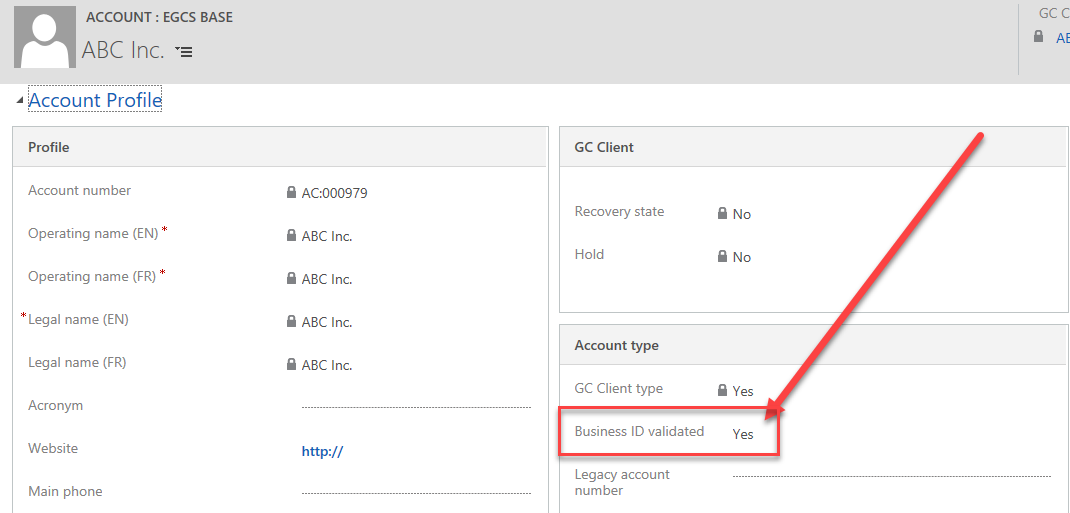 ACCOUNT : EGCS BASE
ABC Inc.
GC C
AB
Account Profile
Profile
Account number AC:000979
Operating name (EN) * ABC Inc.
Operating name (FR) * ABC Inc.
* Legal name (EN) ABC Inc.
Legal name (FR) ABC Inc.
Acronym
Website http://
Main phone
GC Client
Recovery state No
Hold No
Account type
GC Client type Yes
Business ID validated Yes
Legacy account
number